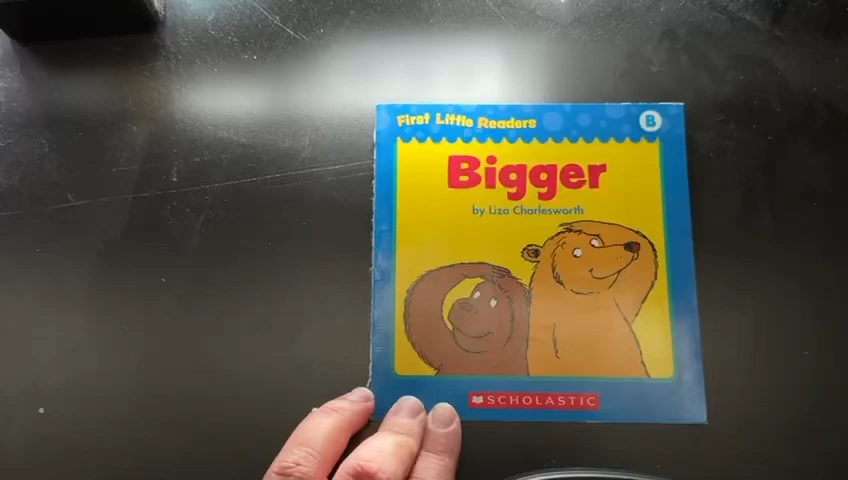 First Little Readers
B
Bigger
by Liza Charlesworth
SCHOLASTIC